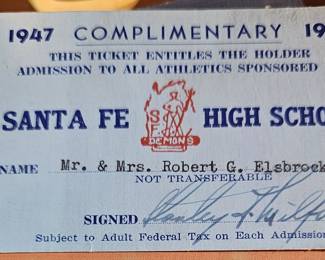 1947 COMPLIMENTARY 19
THIS TICKET ENTITLES THE HOLDER
ADMISSION TO ALL ATHLETICS SPONSORED
SANTA FE HIGH SCHO
S
F
DEMONS
NAME Mr. & Mrs. Robert G. Elsbrock
NOT TRANSFERABLE
SIGNED Stanley
Subject to Adult Federal Tax on Each Admission